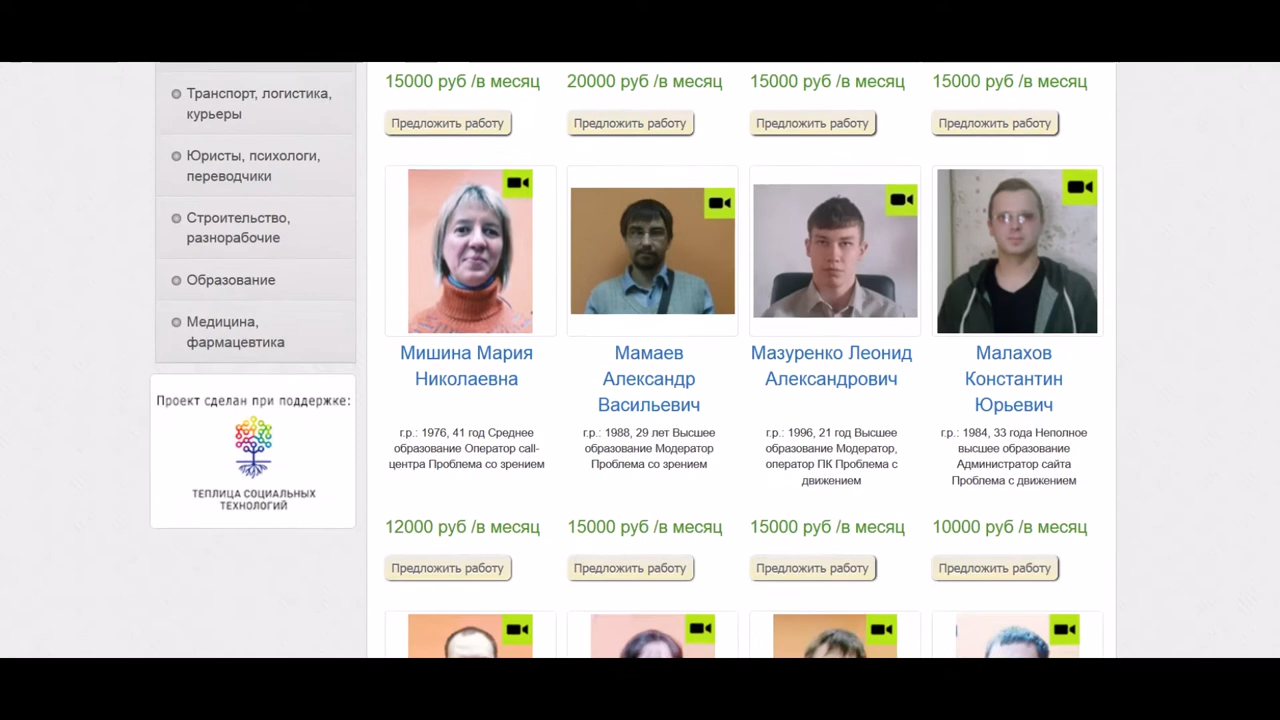 Транспорт, логистика,
курьеры
Юристы, психологи,
переводчики
Строительство,
разнорабочие
Образование
Медицина,
фармацевтика
Проект сделан при поддержке:
ТЕПЛИЦА СОЦИАЛЬНЫХ
ТЕХНОЛОГИЙ
15000 руб /в месяц
20000 руб /в месяц
15000 руб /в месяц
15000 руб /в месяц
Предложить работу
Предложить работу
Предложить работу
Предложить работу
Мишина Мария
Николаевна
г.р.: 1976, 41 год Среднее
образование Оператор call-
центра Проблема со зрением
12000 руб /в месяц
Предложить работу
Мамаев
Александр
Васильевич
г.р.: 1988, 29 лет Высшее
образование Модератор
Проблема со зрением
15000 руб /в месяц
Предложить работу
Мазуренко Леонид
Александрович
г.р.: 1996, 21 год Высшее
образование Модератор,
оператор ПК Проблема с
движением
15000 руб /в месяц
Предложить работу
Малахов
Константин
Юрьевич
г.р.: 1984, 33 года Неполное
высшее образование
Администратор сайта
Проблема с движением
10000 руб /в месяц
Предложить работу